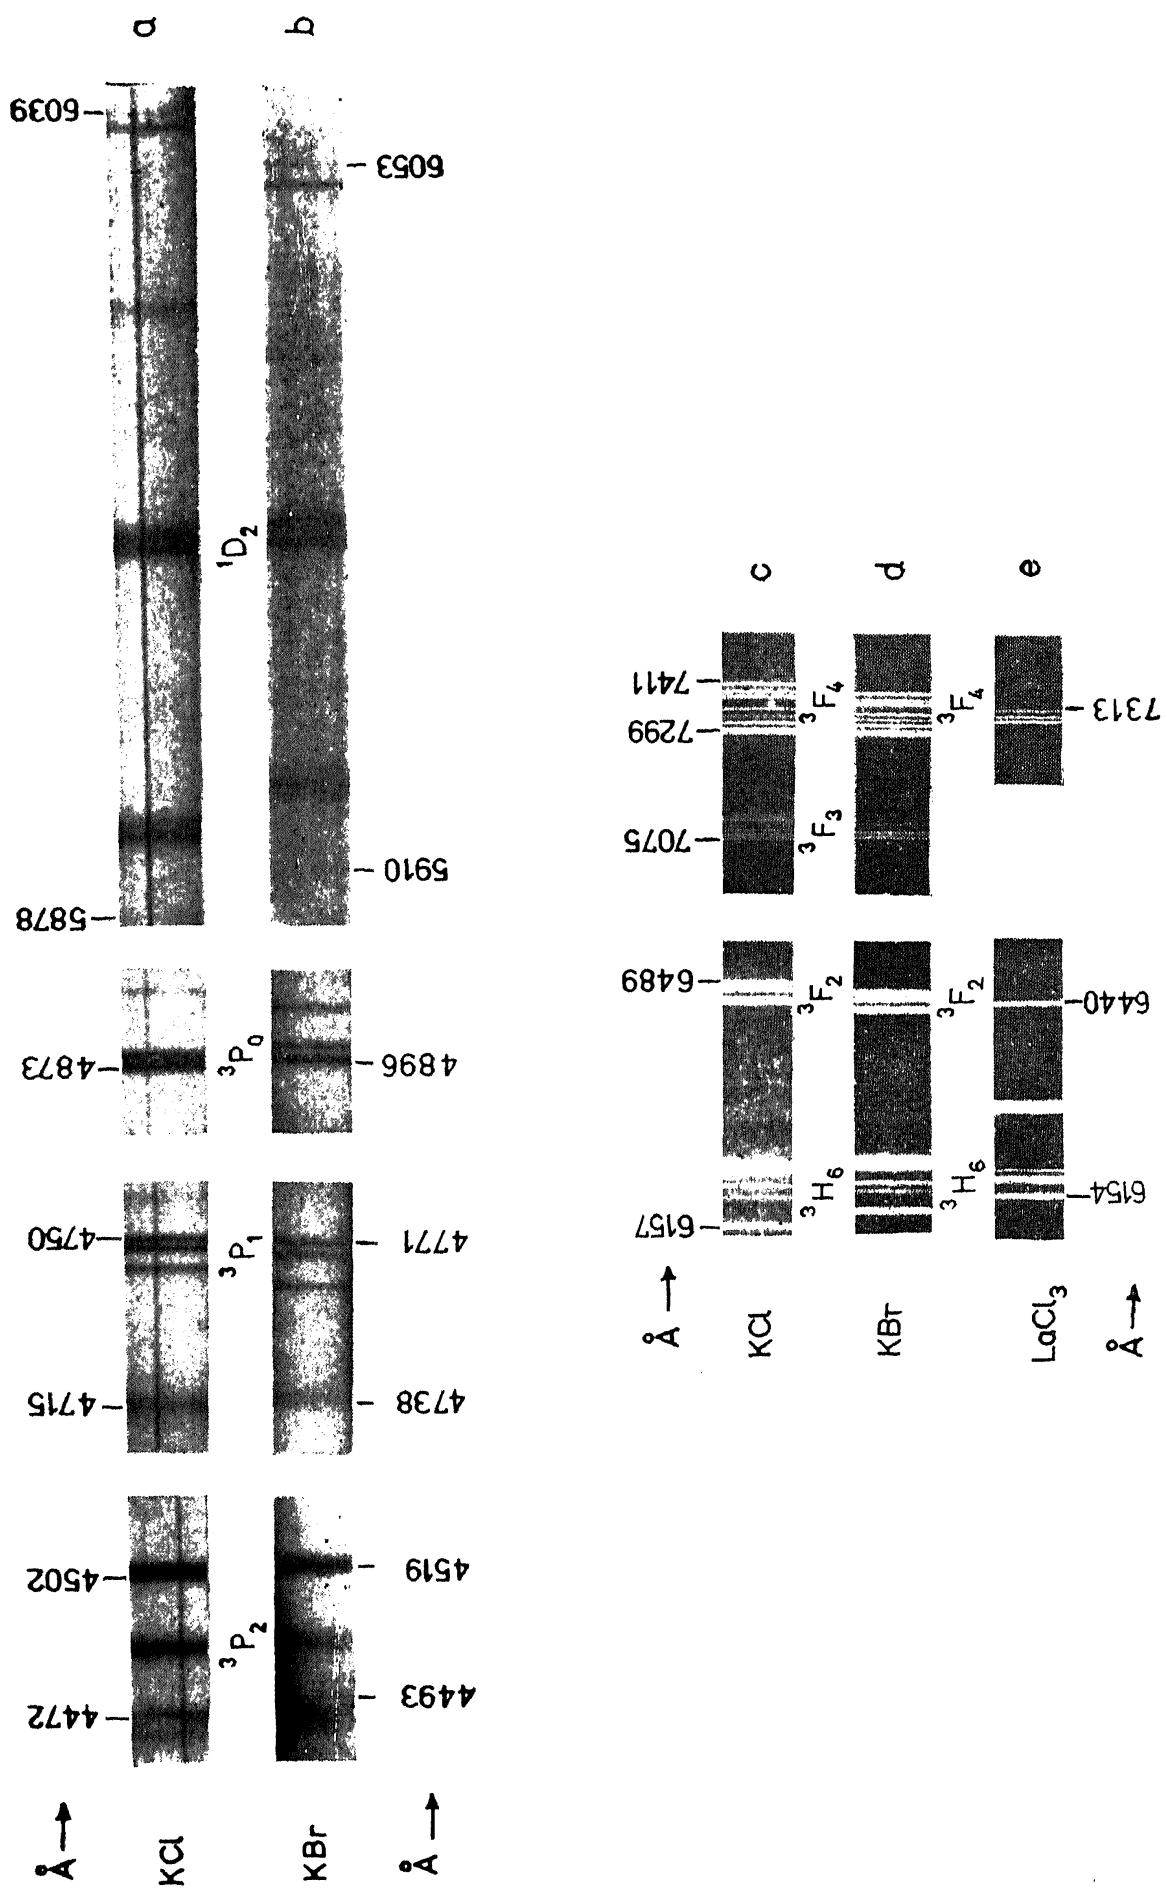 a
6039
5878
4873
4750
4715
4502
4472
Å
KCl
¹D₂
³P₀
³P₁
³P₂
b
6053
5910
4896
4771
4738
4519
4493
KBr
Å
c
7411
7299
7075
6489
6157
Å
KCl
³F₄
³F₃
³F₂
³H₆
d
KBr
³F₄
³F₂
³H₆
e
7313
6440
6154
LaCl₃
Å